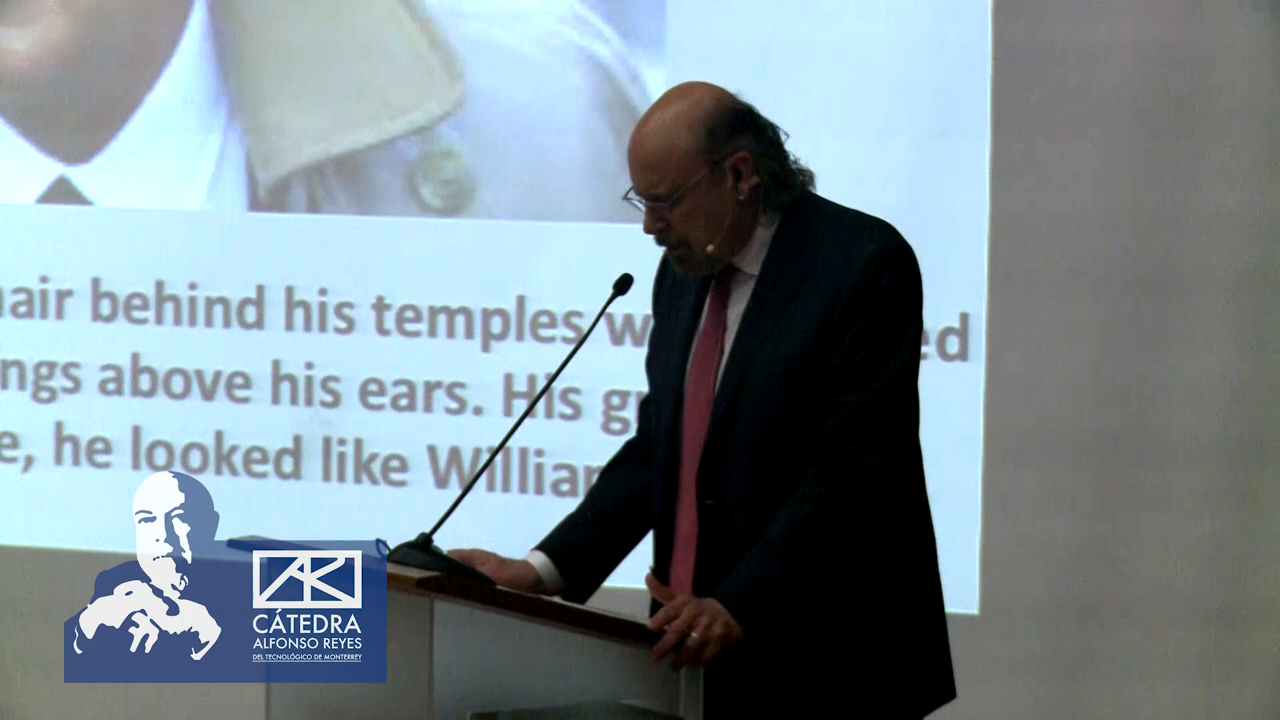 hair behind his temples
ngs above his ears. His
he looked like
AR
CÁTEDRA
ALFONSO REYES
DEL TECNOLÓGICO DE MONTERREY